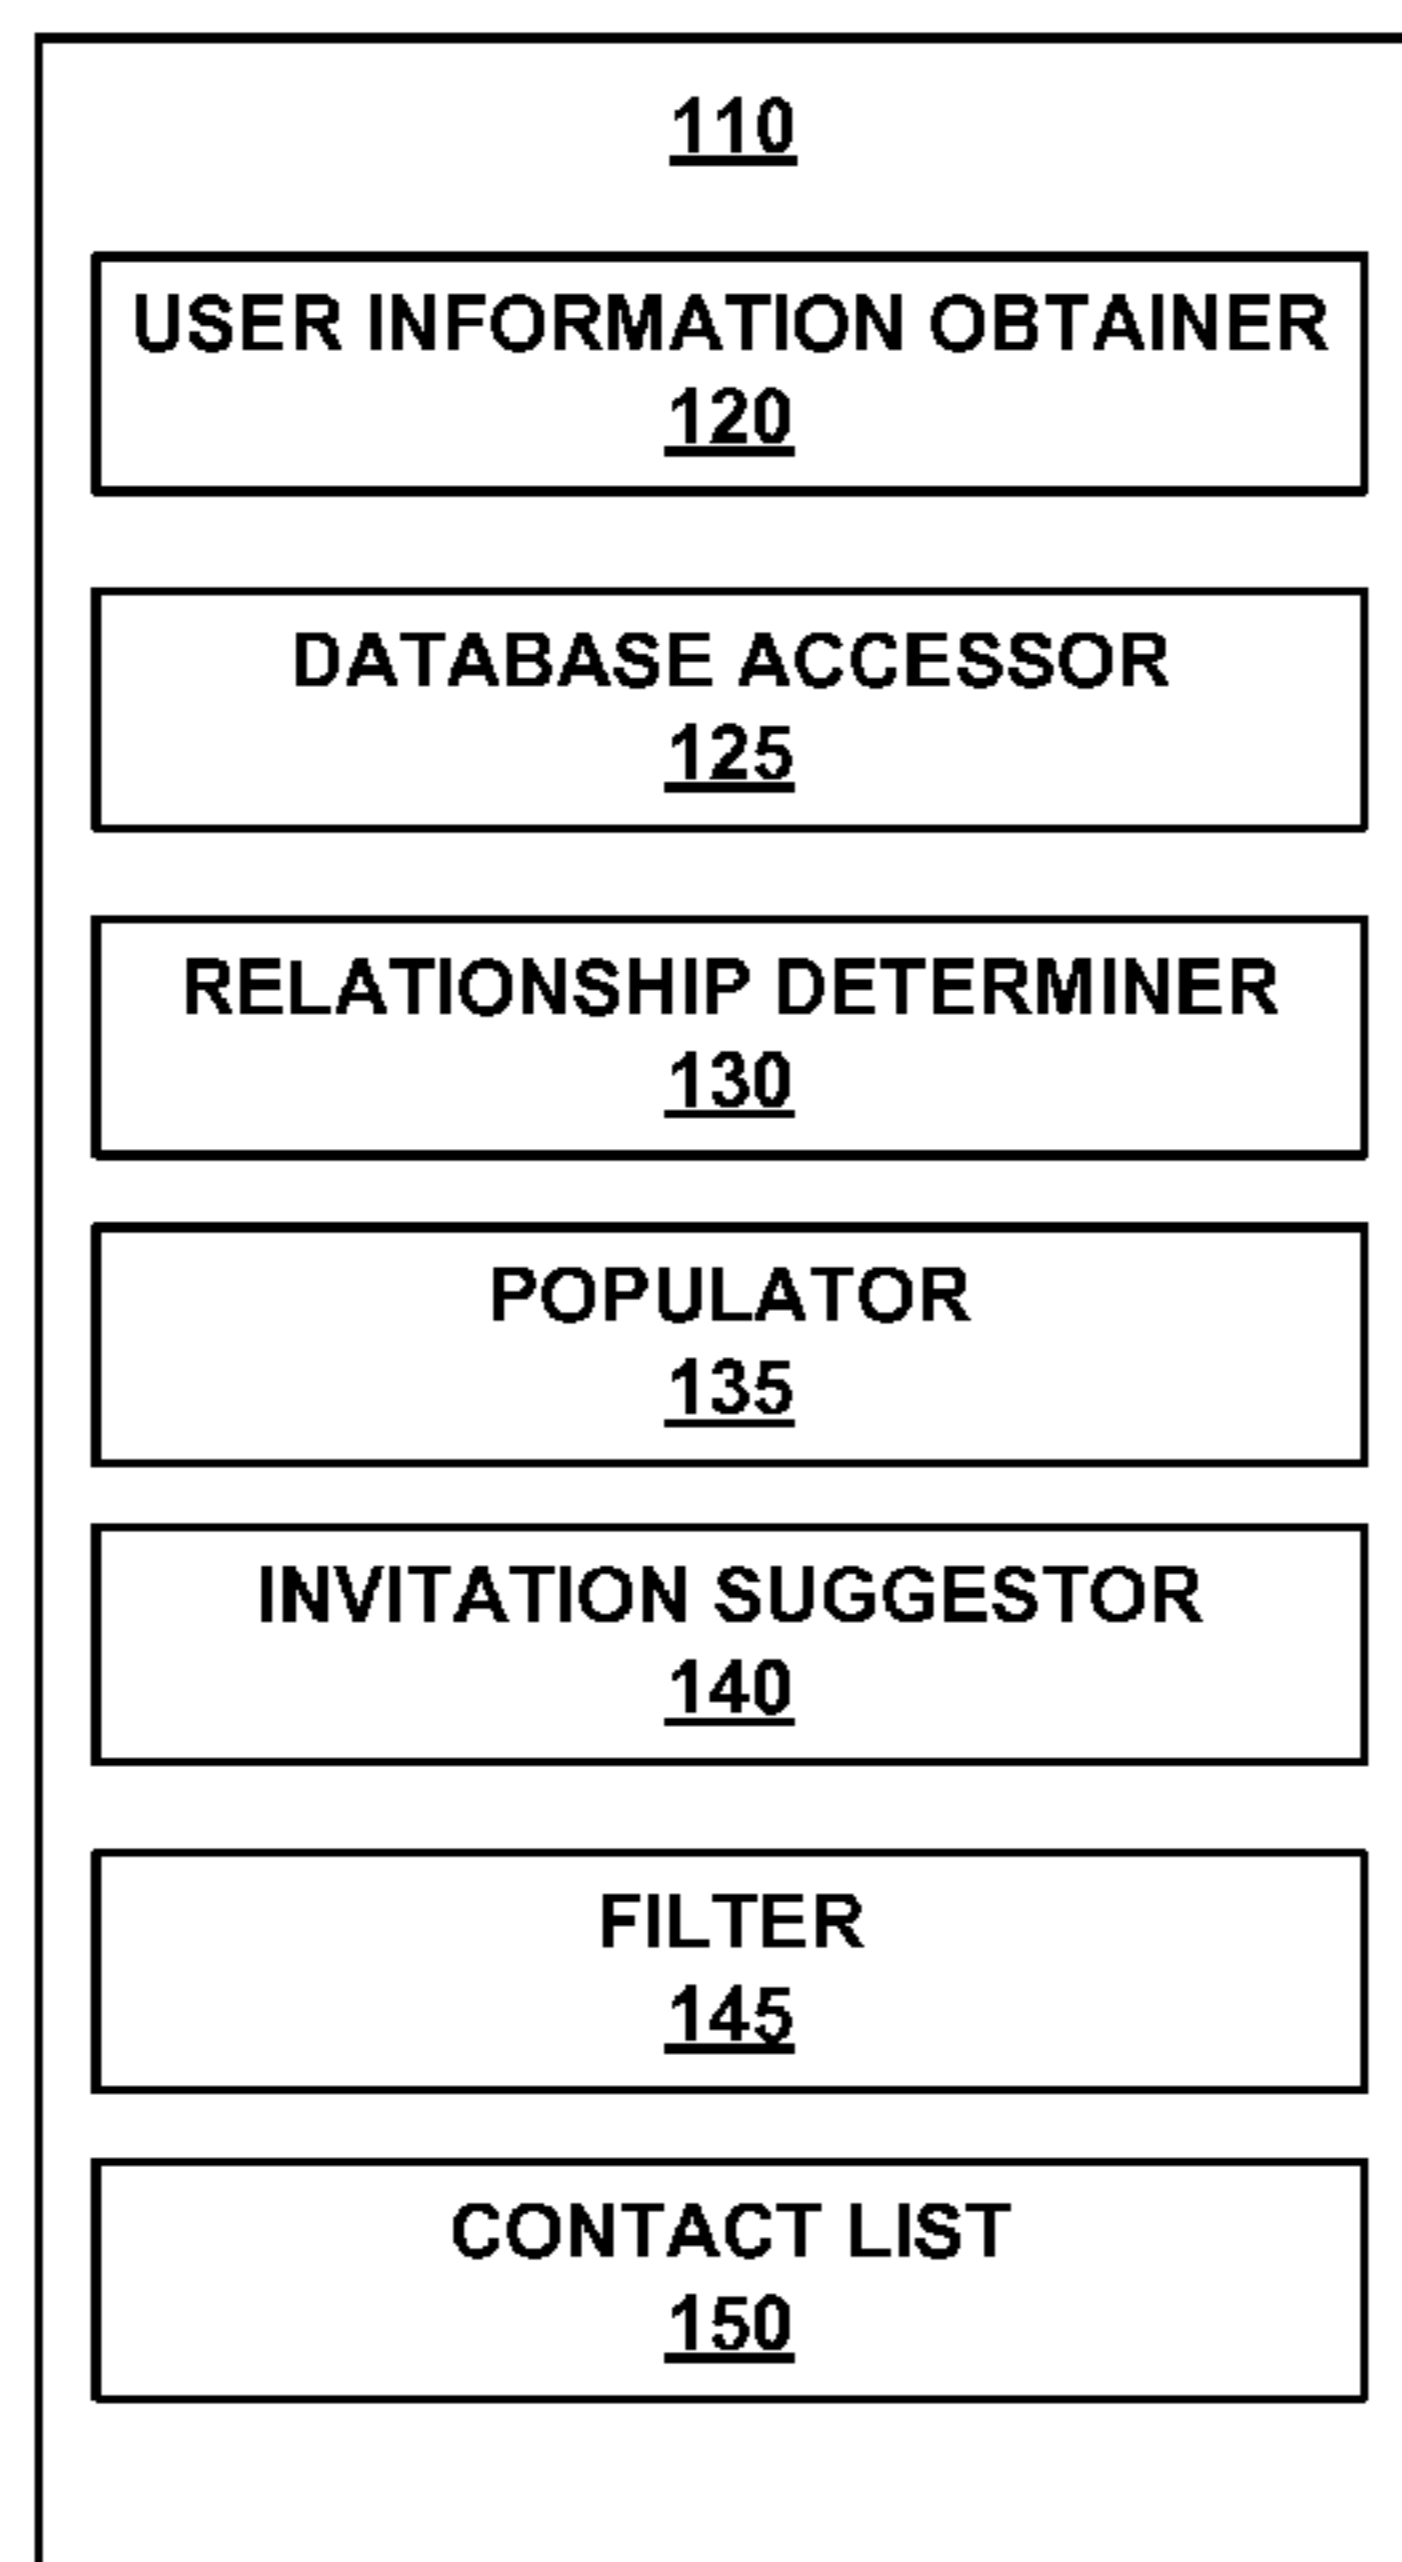 110
USER INFORMATION OBTAINER
120
DATABASE ACCESSOR
125
RELATIONSHIP DETERMINER
130
POPULATOR
135
INVITATION SUGGESTOR
140
FILTER
145
CONTACT LIST
150